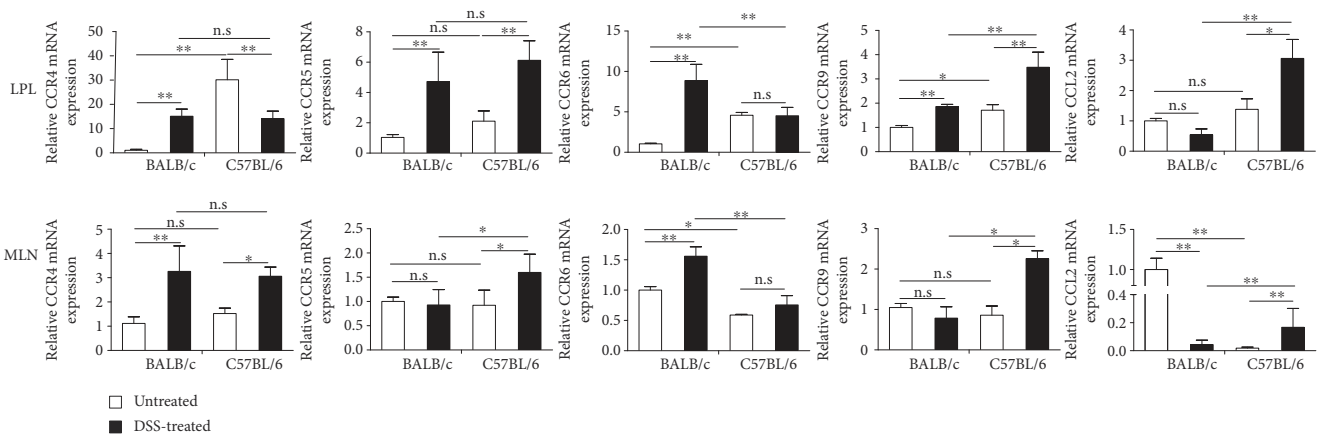 LPL
Relative CCR4 mRNA
expression
50
40
30
20
10
0
**
**
n.s
**
BALB/c
C57BL/6
Relative CCR5 mRNA
expression
8
6
4
2
0
n.s
n.s
**
**
BALB/c
C57BL/6
Relative CCR6 mRNA
expression
15
10
5
0
**
**
**
n.s
BALB/c
C57BL/6
Relative CCR9 mRNA
expression
5
4
3
2
1
0
**
**
*
**
BALB/c
C57BL/6
Relative CCL2 mRNA
expression
4
3
2
1
0
**
*
n.s
n.s
BALB/c
C57BL/6
MLN
Relative CCR4 mRNA
expression
5
4
3
2
1
0
n.s
n.s
**
*
BALB/c
C57BL/6
Relative CCR5 mRNA
expression
2.5
2.0
1.5
1.0
0.5
0.0
*
*
n.s
n.s
BALB/c
C57BL/6
Relative CCR6 mRNA
expression
2.0
1.5
1.0
0.5
0.0
**
*
**
n.s
BALB/c
C57BL/6
Relative CCR9 mRNA
expression
3
2
1
0
*
*
n.s
n.s
BALB/c
C57BL/6
Relative CCL2 mRNA
expression
1.5
1.0
0.4
0.2
0.0
**
**
**
**
BALB/c
C57BL/6
Untreated
DSS-treated